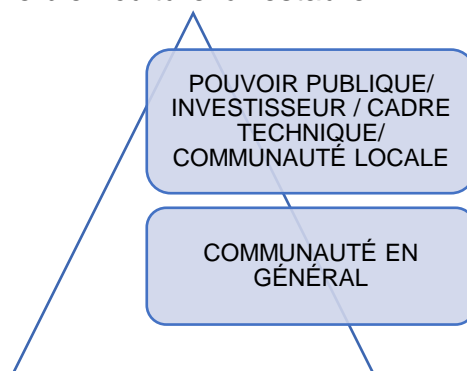 POUVOIR PUBLIQUE/
INVESTISSEUR / CADRE
TECHNIQUE/
COMMUNAUTÉ LOCALE
COMMUNAUTÉ EN
GÉNÉRAL